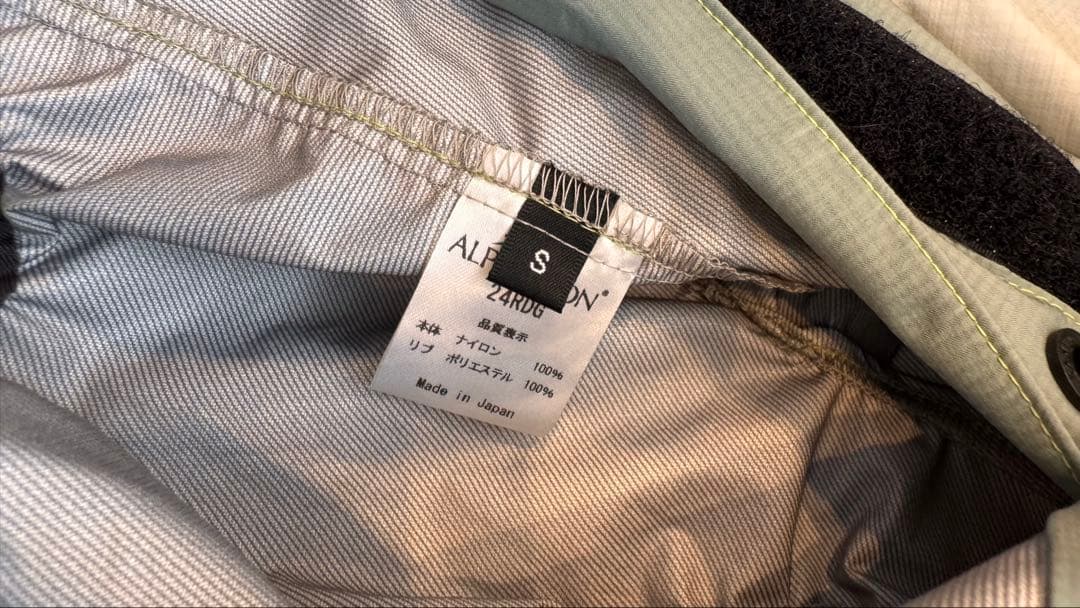 S
24RDG
品質表示
本体 ナイロン 100%
リブ ポリエステル 100%
Made in Japan